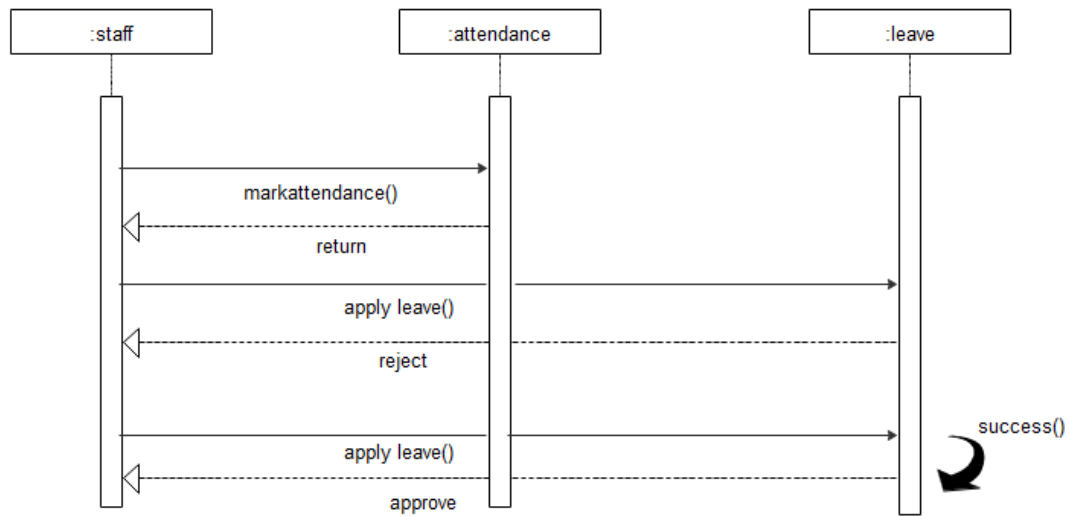 :staff
:attendance
:leave
markattendance()
return
apply leave()
reject
success()
apply leave()
approve